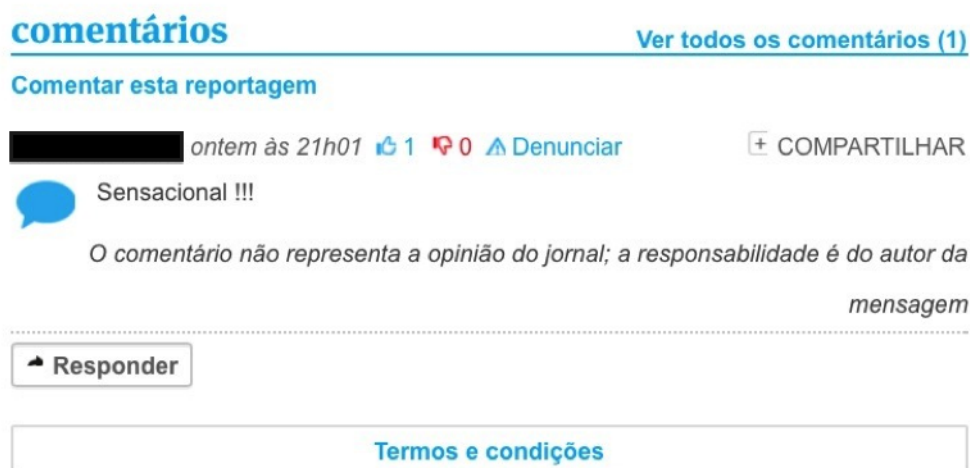 comentários Ver todos os comentários (1)
Comentar esta reportagem
ontem às 21h01 1 0 Denunciar + COMPARTILHAR
Sensacional !!!
O comentário não representa a opinião do jornal; a responsabilidade é do autor da
mensagem
Responder
Termos e condições